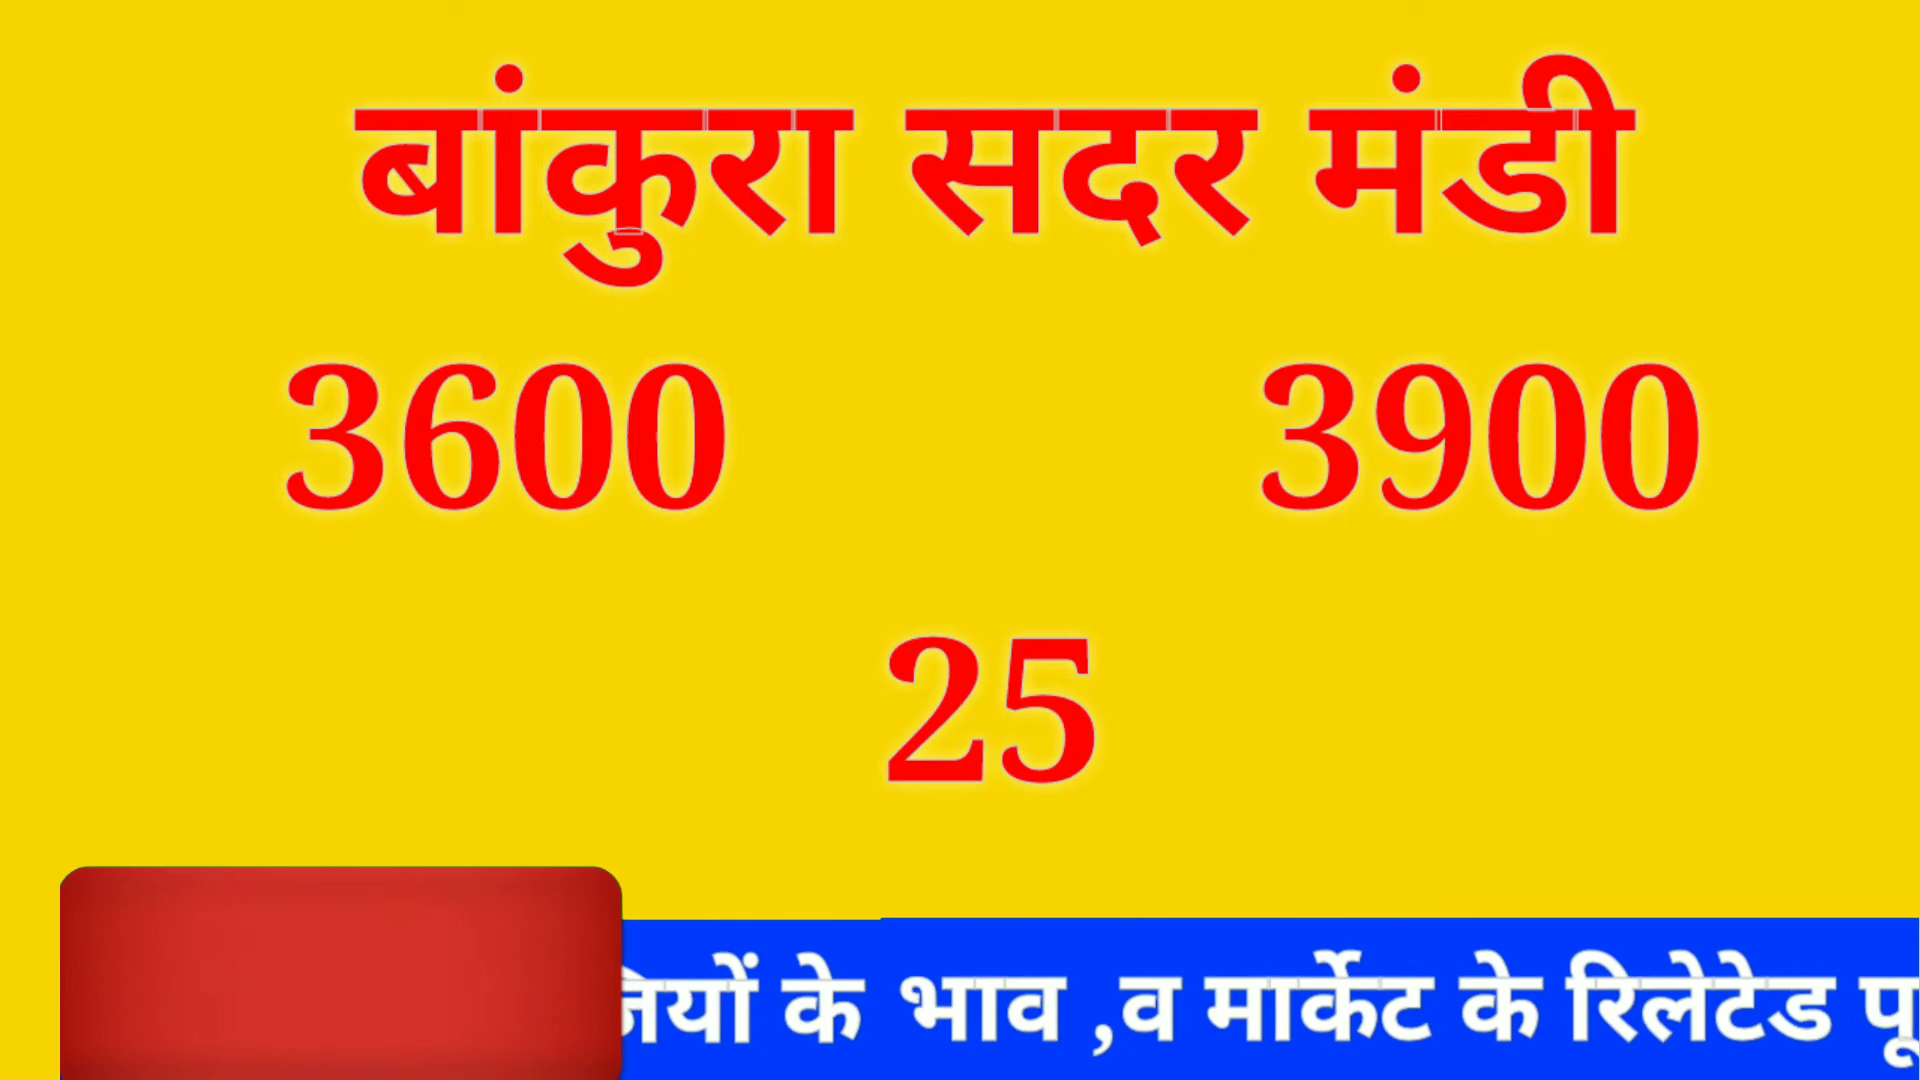 बांकुरा सदर मंडी
3600 3900
25
के भाव ,व मार्केट के रिलेटेड